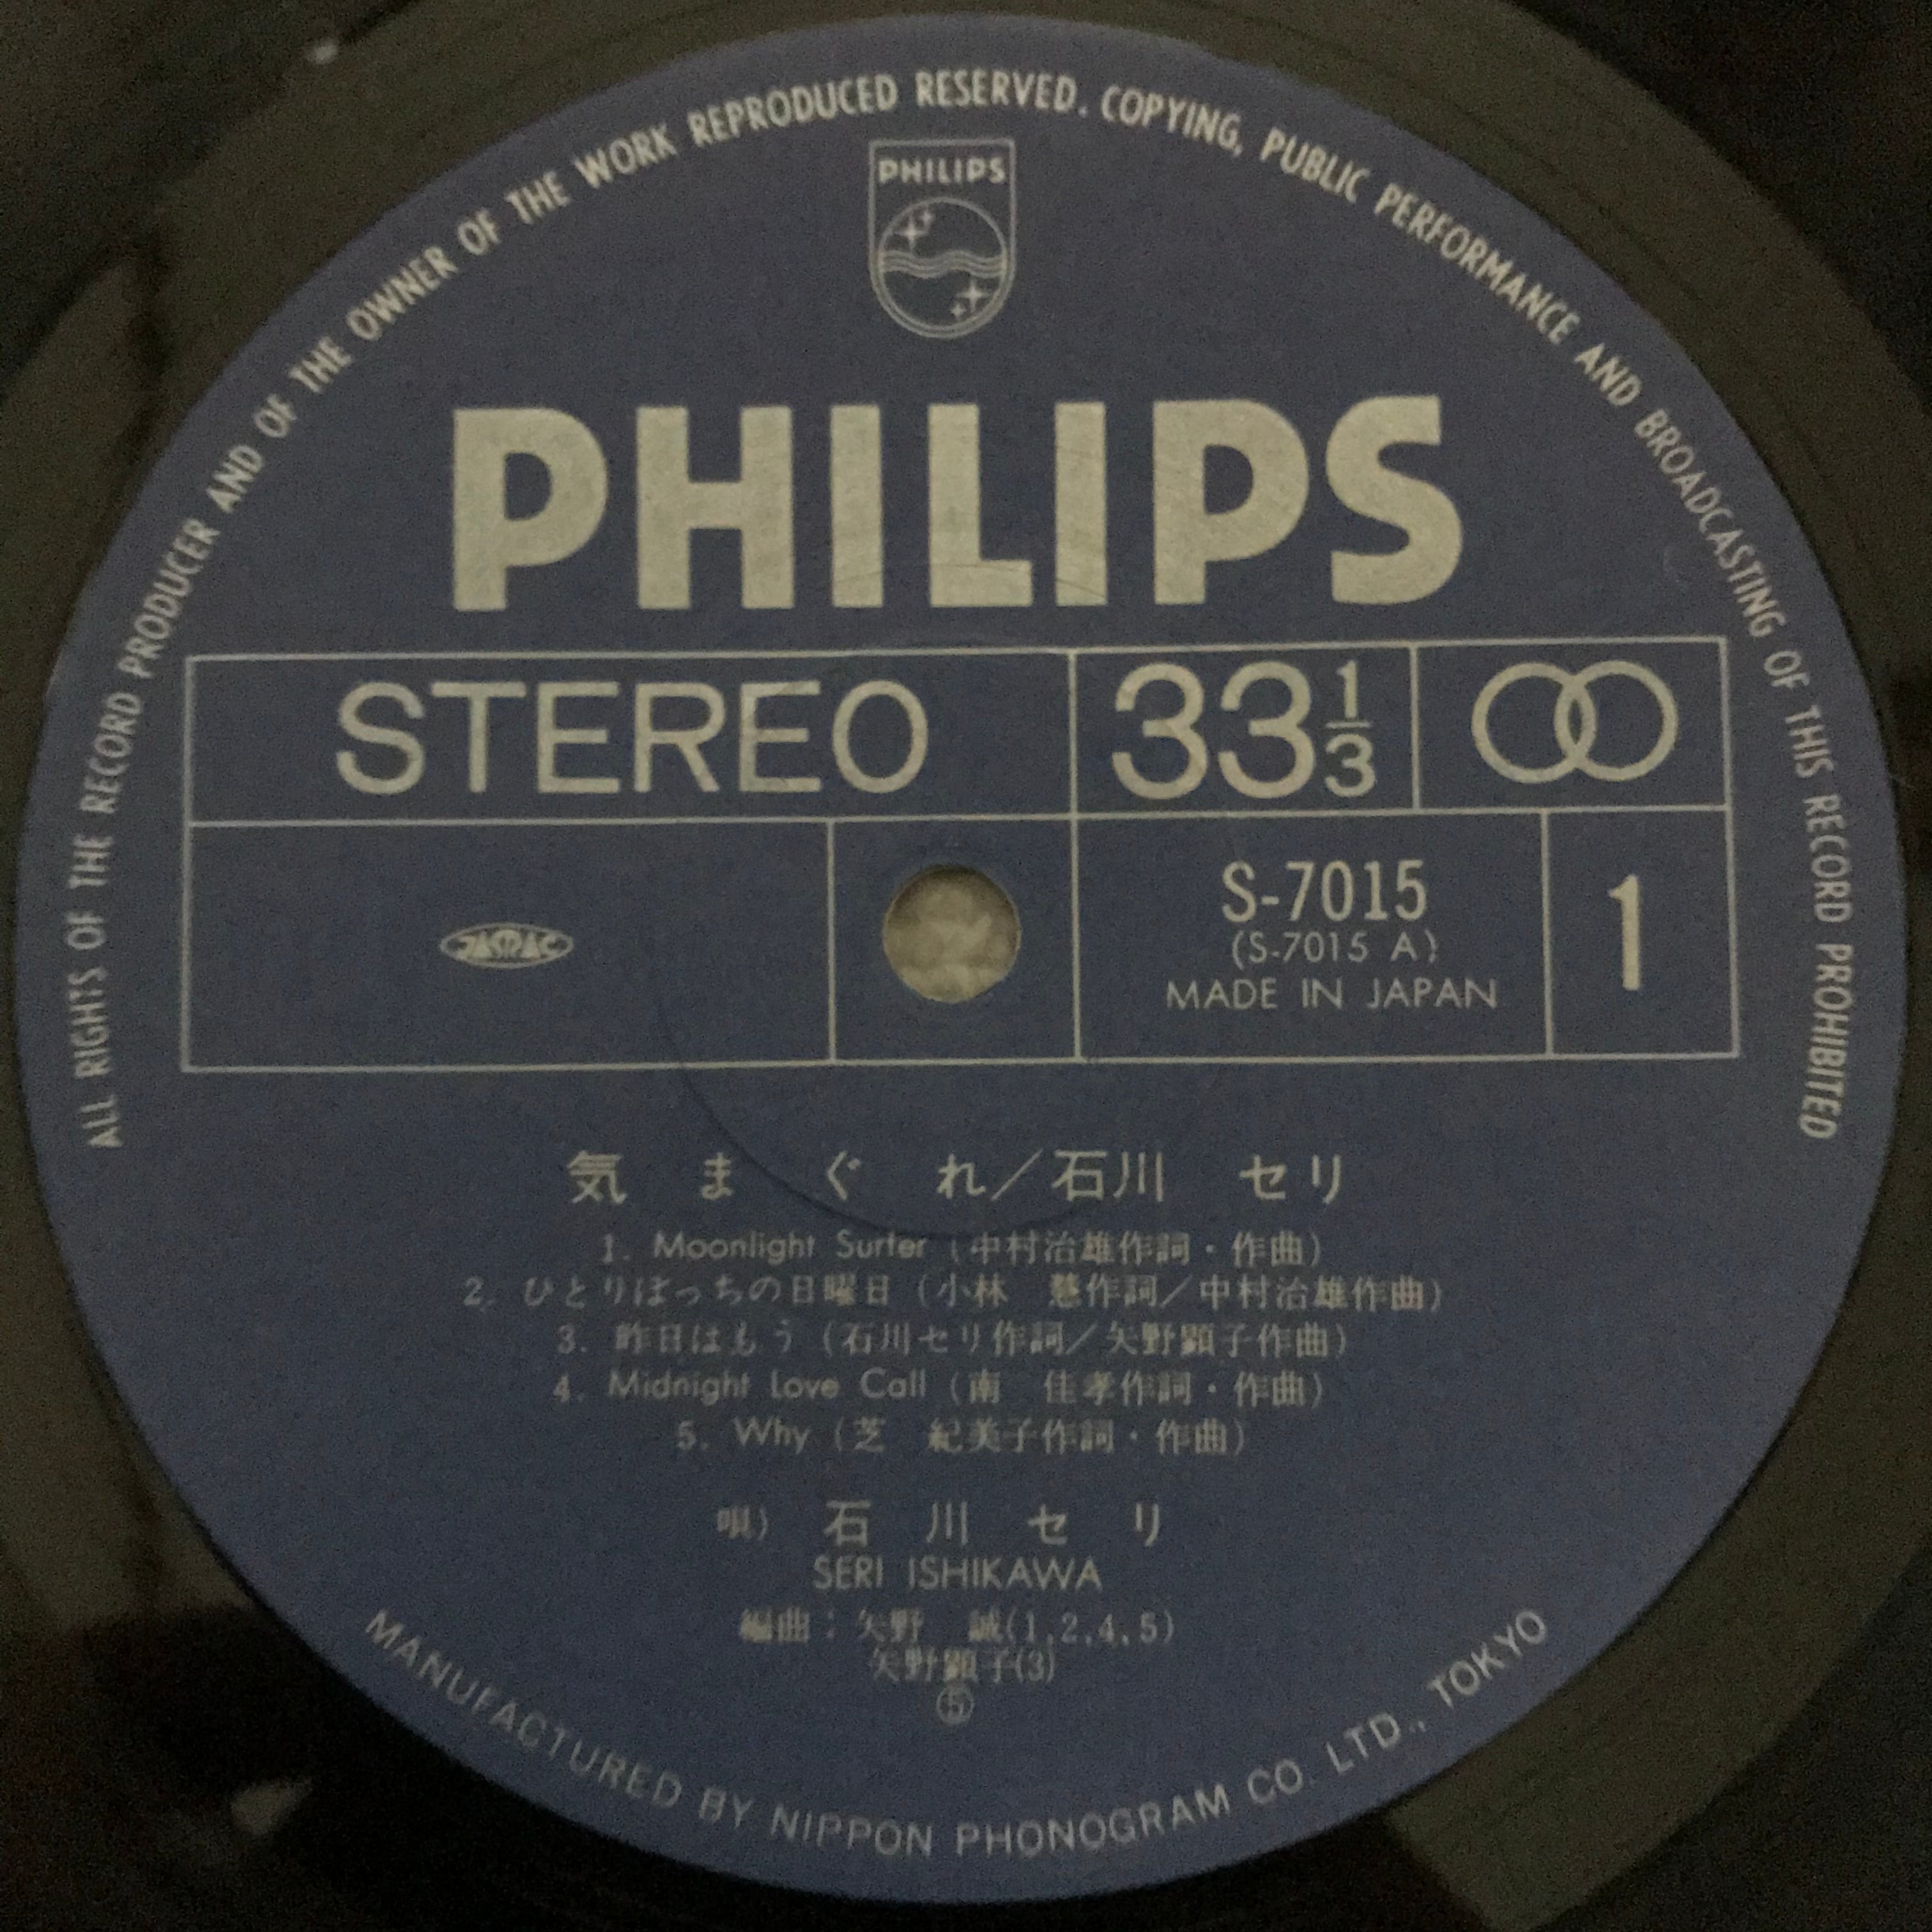 ALL RIGHTS OF THE RECORD PRODUCER AND OF THE OWNER OF THE WORK REPRODUCED RESERVED. COPYING, PUBLIC PERFORMANCE AND BROADCASTING OF THIS RECORD PROHIBITED
PHILIPS
PHILIPS
STEREO 33 1/3
JASRAC
S-7015
(S-7015 A)
MADE IN JAPAN
1
気まぐれ/石川 セリ
1. Moonlight Surfer (中村治雄作詞・作曲)
2. ひとりぼっちの日曜日 (小林 慧作詞/中村治雄作曲)
3. 昨日はもう (石川セリ作詞/矢野顕子作曲)
4. Midnight Love Call (南 佳孝作詞・作曲)
5. Why (芝 紀美子作詞・作曲)
唄) 石川セリ
SERI ISHIKAWA
編曲:矢野 誠(1,2,4,5)
矢野顕子(3)
⑤
MANUFACTURED BY NIPPON PHONOGRAM CO. LTD., TOKYO